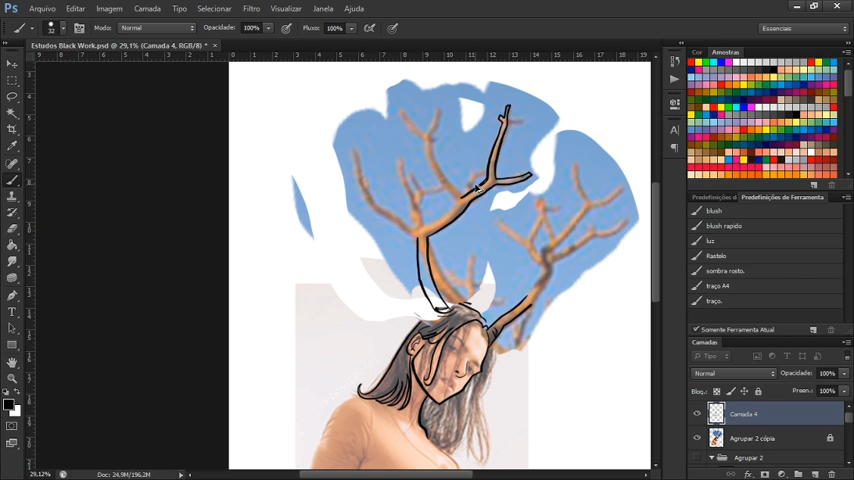 Ps Arquivo Editar Imagem Camada Tipo Selecionar Filtro Visualizar Janela Ajuda
32 Modo: Normal Opacidade: 100% Fluxo: 100% Essenciais
Estudos Black Work.psd @ 29,1% (Camada 4, RGB/8) *
Cor Amostras
Predefinições de Predefinições de Ferramenta
blush
blush rapido
luz
Rastelo
sombra rosto.
traço A4
traço.
Somente Ferramenta Atual
Camadas
Tipo
Normal Opacidade: 100%
Bloq.: Preen.: 100%
Camada 4
Agrupar 2 cópia
Agrupar 2
29,12% Doc: 24,9M/196,2M